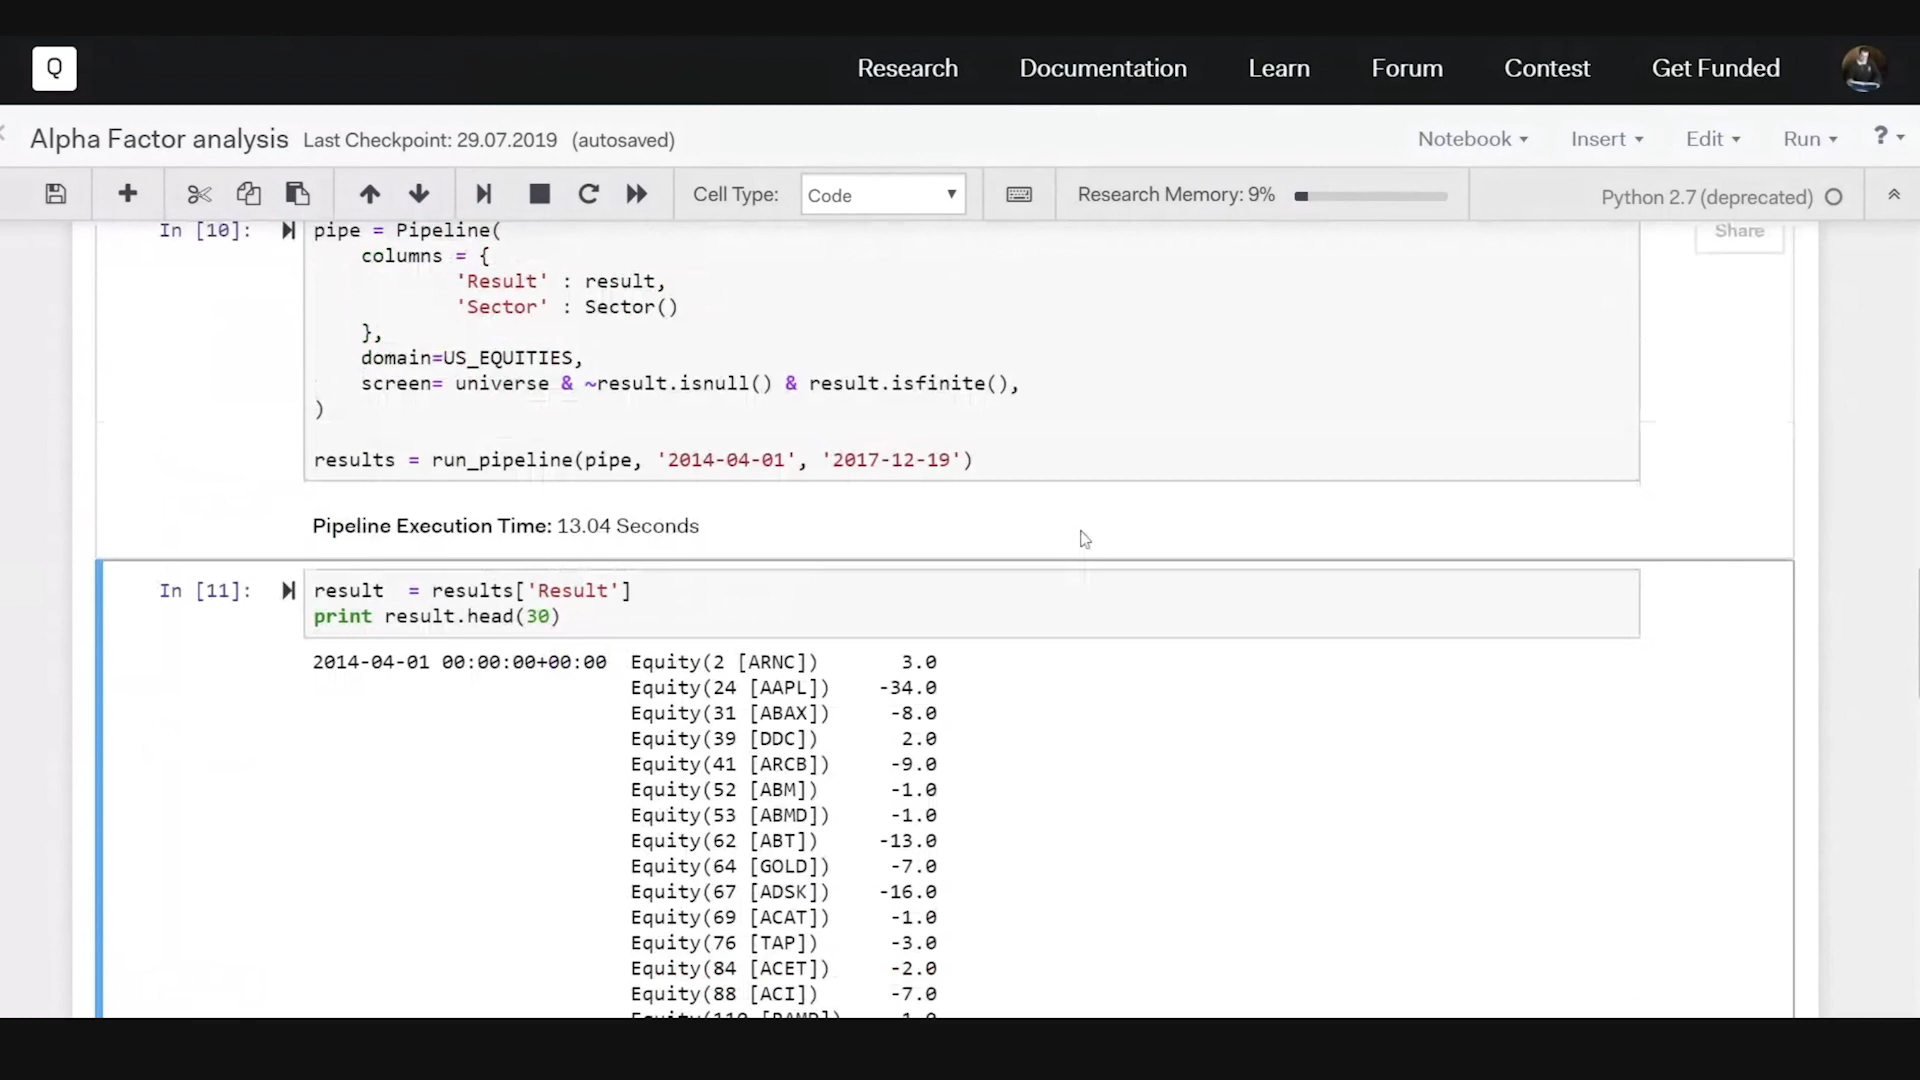 Q
Research Documentation Learn Forum Contest Get Funded
Alpha Factor analysis Last Checkpoint: 29.07.2019 (autosaved) Notebook Insert Edit Run ?
Cell Type: Code Research Memory: 9% Python 2.7 (deprecated)
Share
In [10]: pipe = Pipeline(
columns = {
'Result' : result,
'Sector' : Sector()
},
domain=US_EQUITIES,
screen= universe & ~result.isnull() & result.isfinite(),
)
results = run_pipeline(pipe, '2014-04-01', '2017-12-19')
Pipeline Execution Time: 13.04 Seconds
In [11]: result  = results['Result']
print result.head(30)
2014-04-01 00:00:00+00:00 Equity(2 [ARNC]) 3.0
Equity(24 [AAPL]) -34.0
Equity(31 [ABAX]) -8.0
Equity(39 [DDC]) 2.0
Equity(41 [ARCB]) -9.0
Equity(52 [ABM]) -1.0
Equity(53 [ABMD]) -1.0
Equity(62 [ABT]) -13.0
Equity(64 [GOLD]) -7.0
Equity(67 [ADSK]) -16.0
Equity(69 [ACAT]) -1.0
Equity(76 [TAP]) -3.0
Equity(84 [ACET]) -2.0
Equity(88 [ACI]) -7.0